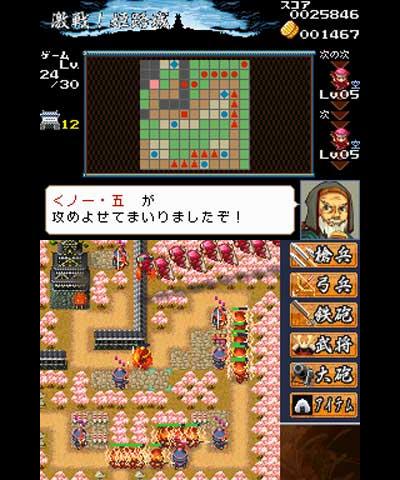 激戦!姫路城
スコア
0025846
001467
ゲーム
Lv.
24
/30
12
次の次
空
Lv.05
次
空
Lv.05
くノ一・五 が
攻めよせてまいりましたぞ!
槍兵
弓兵
鉄砲
武将
大砲
アイテム